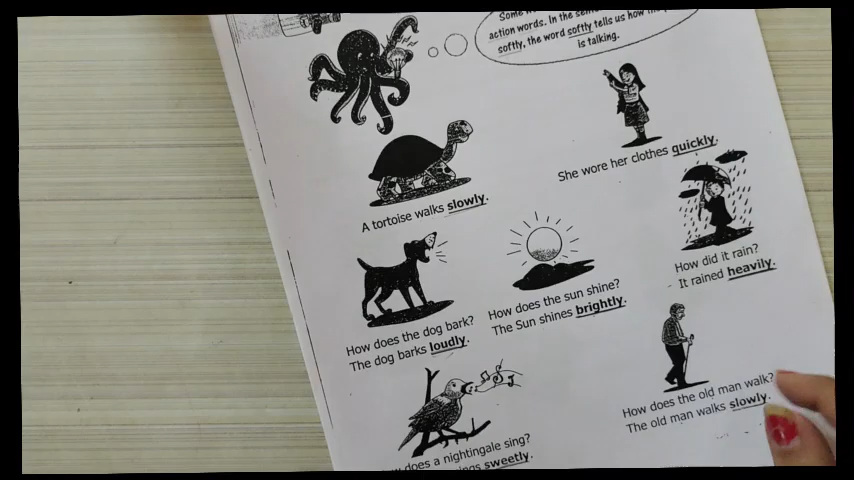 Some
action words. In the
softly, the word softly tells us how the
is talking.
She wore her clothes quickly.
A tortoise walks slowly.
How did it rain?
It rained heavily.
How does the sun shine?
The Sun shines brightly.
How does the dog bark?
The dog barks loudly.
How does the old man walk?
The old man walks slowly.
does a nightingale sing?
sweetly.